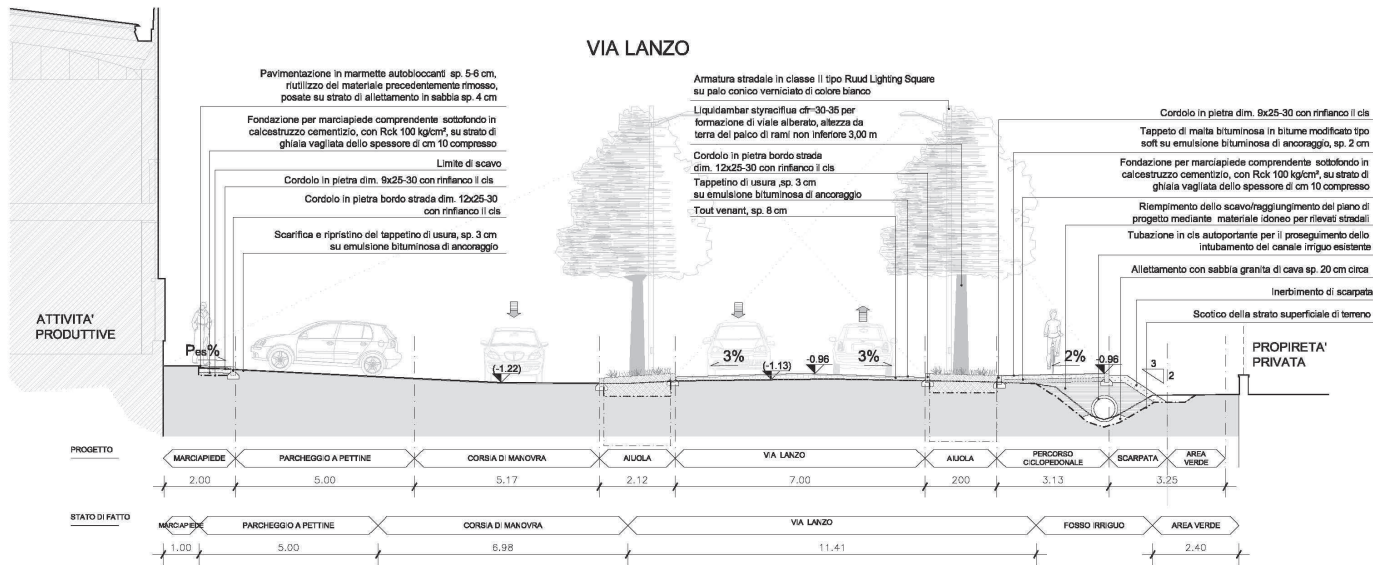 VIA LANZO
Pavimentazione in marmette autobloccanti sp. 5-6 cm,
riutilizzo del materiale precedentemente rimosso,
posate su strato di allettamento in sabbia sp. 4 cm
Fondazione per marciapiede comprendente sottofondo in
calcestruzzo cementizio, con Rck 100 kg/cm², su strato di
ghiaia vagliata dello spessore di cm 10 compresso
Limite di scavo
Cordolo in pietra dim. 9x25-30 con rinfianco il cls
Cordolo in pietra bordo strada dim. 12x25-30
con rinfianco il cls
Scarifica e ripristino del tappetino di usura, sp. 3 cm
su emulsione bituminosa di ancoraggio
Armatura stradale in classe II tipo Ruud Lighting Square
su palo conico verniciato di colore bianco
Liquidambar styraciflua cfr=30-35 per
formazione di viale alberato, altezza da
terra del palco di rami non inferiore 3,00 m
Cordolo in pietra bordo strada
dim. 12x25-30 con rinfianco il cls
Tappetino di usura ,sp. 3 cm
su emulsione bituminosa di ancoraggio
Tout venant, sp. 8 cm
Cordolo in pietra dim. 9x25-30 con rinfianco il cls
Tappeto di malta bituminosa in bitume modificato tipo
soft su emulsione bituminosa di ancoraggio, sp. 2 cm
Fondazione per marciapiede comprendente sottofondo in
calcestruzzo cementizio, con Rck 100 kg/cm², su strato di
ghiaia vagliata dello spessore di cm 10 compresso
Riempimento dello scavo/raggiungimento del piano di
progetto mediante materiale idoneo per rilevati stradali
Tubazione in cls autoportante per il proseguimento dello
intubamento del canale irriguo esistente
Allettamento con sabbia granita di cava sp. 20 cm circa
Inerbimento di scarpata
Scotico della strato superficiale di terreno
ATTIVITA'
PRODUTTIVE
Pes%
(-1.22)
3%
(-1.13)
-0.96
3%
2%
-0.96
3
2
PROPIRETA'
PRIVATA
PROGETTO
MARCIAPIEDE
PARCHEGGIO A PETTINE
CORSIA DI MANOVRA
AIUOLA
VIA LANZO
AIUOLA
PERCORSO
CICLOPEDONALE
SCARPATA
AREA
VERDE
2.00
5.00
5.17
2.12
7.00
200
3.13
3.25
STATO DI FATTO
MARCIAPIEDE
PARCHEGGIO A PETTINE
CORSIA DI MANOVRA
VIA LANZO
FOSSO IRRIGUO
AREA VERDE
1.00
5.00
6.98
11.41
2.40